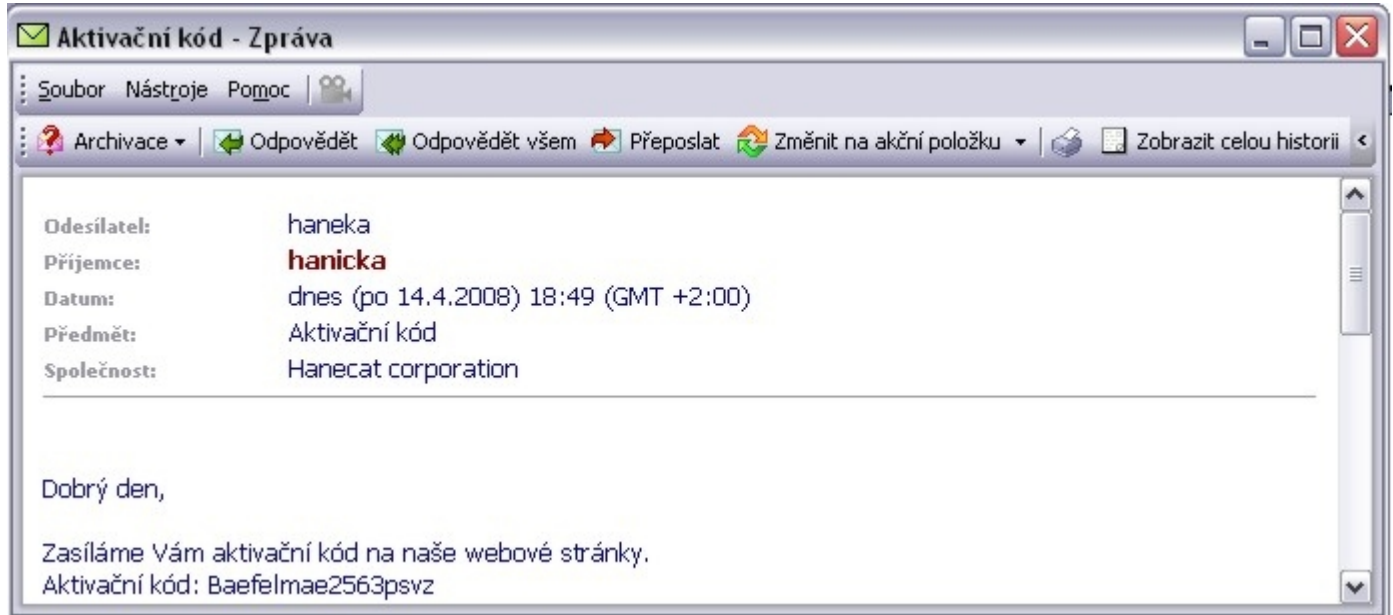 Aktivační kód - Zpráva
Soubor Nástroje Pomoc
Archivace Odpovědět Odpovědět všem Přeposlat Změnit na akční položku Zobrazit celou historii
Odesílatel: haneka
Příjemce: hanicka
Datum: dnes (po 14.4.2008) 18:49 (GMT +2:00)
Předmět: Aktivační kód
Společnost: Hanecat corporation
Dobrý den,
Zasíláme Vám aktivační kód na naše webové stránky.
Aktivační kód: Baefelmae2563psvz